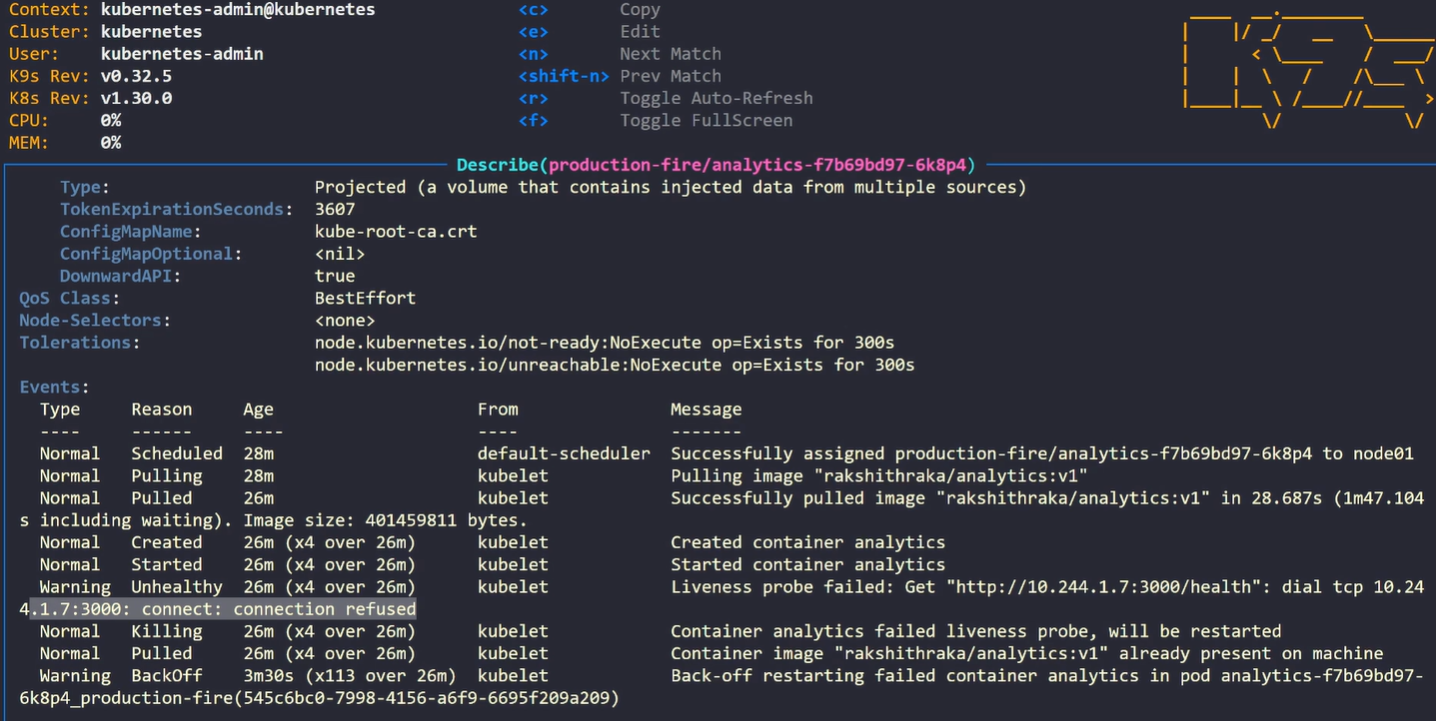 Context: kubernetes-admin@kubernetes <c> Copy
Cluster: kubernetes <e> Edit
User: kubernetes-admin <n> Next Match
K9s Rev: v0.32.5 <shift-n> Prev Match
K8s Rev: v1.30.0 <r> Toggle Auto-Refresh
CPU: 0% <f> Toggle FullScreen
MEM: 0%
K9s
Describe(production-fire/analytics-f7b69bd97-6k8p4)
Type: Projected (a volume that contains injected data from multiple sources)
TokenExpirationSeconds: 3607
ConfigMapName: kube-root-ca.crt
ConfigMapOptional: <nil>
DownwardAPI: true
QoS Class: BestEffort
Node-Selectors: <none>
Tolerations: node.kubernetes.io/not-ready:NoExecute op=Exists for 300s
node.kubernetes.io/unreachable:NoExecute op=Exists for 300s
Events:
Type Reason Age From Message
---- ------ ---- ---- -------
Normal Scheduled 28m default-scheduler Successfully assigned production-fire/analytics-f7b69bd97-6k8p4 to node01
Normal Pulling 28m kubelet Pulling image "rakshithraka/analytics:v1"
Normal Pulled 26m kubelet Successfully pulled image "rakshithraka/analytics:v1" in 28.687s (1m47.104
s including waiting). Image size: 401459811 bytes.
Normal Created 26m (x4 over 26m) kubelet Created container analytics
Normal Started 26m (x4 over 26m) kubelet Started container analytics
Warning Unhealthy 26m (x4 over 26m) kubelet Liveness probe failed: Get "http://10.244.1.7:3000/health": dial tcp 10.24
4.1.7:3000: connect: connection refused
Normal Killing 26m (x4 over 26m) kubelet Container analytics failed liveness probe, will be restarted
Normal Pulled 26m (x4 over 26m) kubelet Container image "rakshithraka/analytics:v1" already present on machine
Warning BackOff 3m30s (x113 over 26m) kubelet Back-off restarting failed container analytics in pod analytics-f7b69bd97-
6k8p4_production-fire(545c6bc0-7998-4156-a6f9-6695f209a209)